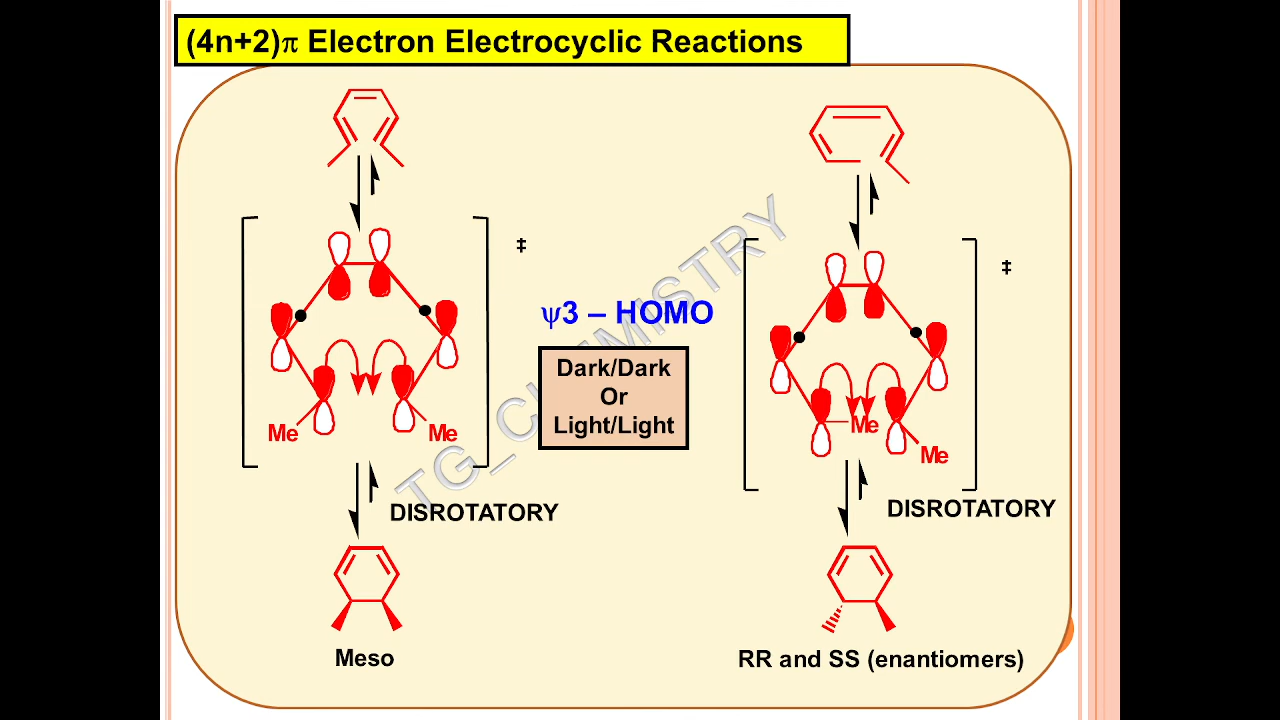 (4n+2)π Electron Electrocyclic Reactions
‡
‡
ψ3 – HOMO
Dark/Dark
Or
Light/Light
Me
Me
Me
Me
TG_CHEMISTRY
DISROTATORY
DISROTATORY
Meso
RR and SS (enantiomers)